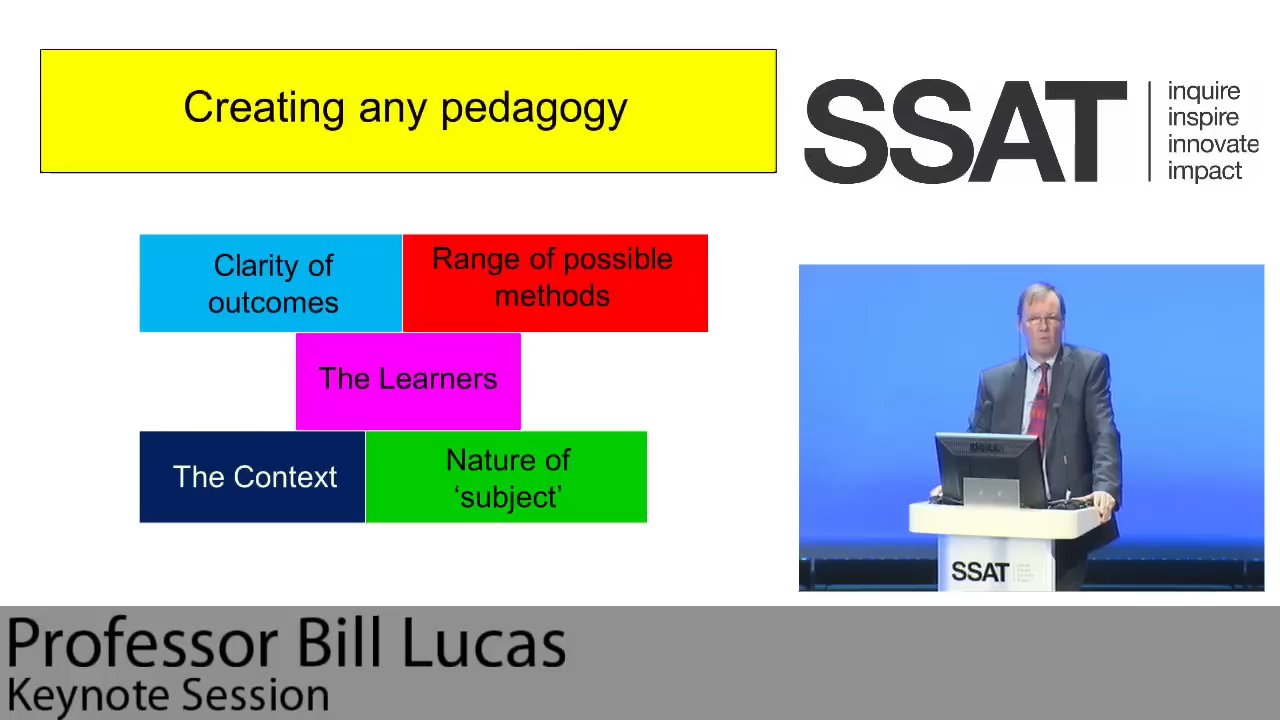 Creating any pedagogy
SSAT
inquire
inspire
innovate
impact
Clarity of
outcomes
Range of possible
methods
The Learners
The Context
Nature of
‘subject’
DELL
SSAT
Professor Bill Lucas
Keynote Session